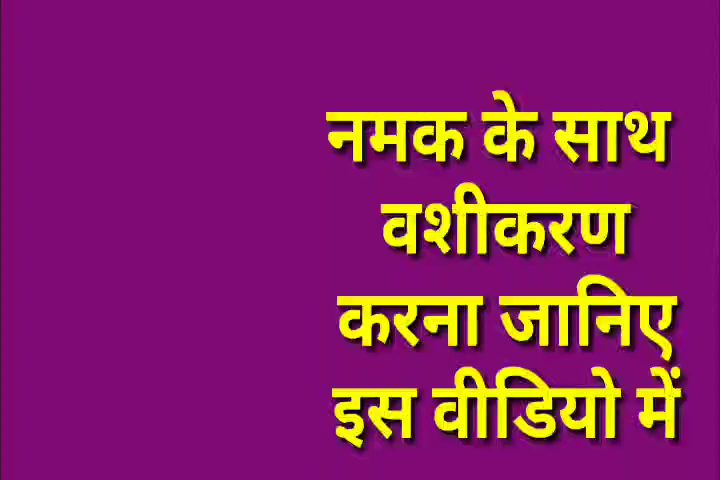 नमक के साथ
वशीकरण
करना जानिए
इस वीडियो में